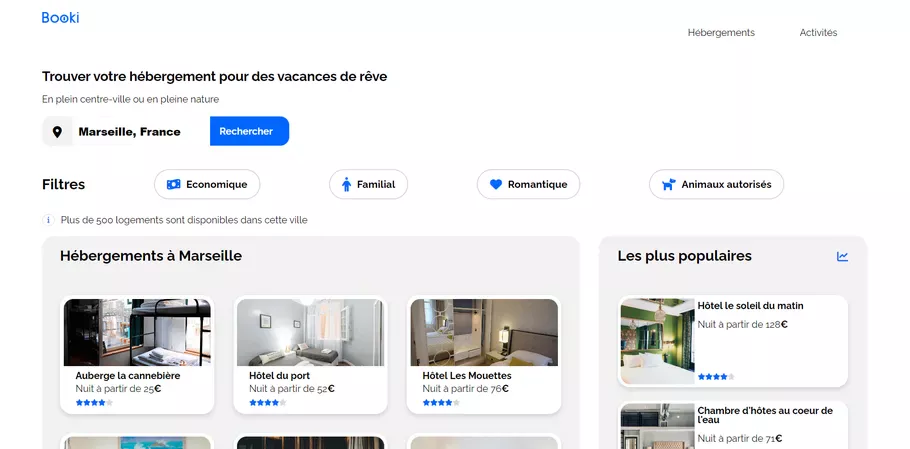 Booki
Hébergements
Activités
Trouver votre hébergement pour des vacances de rêve
En plein centre-ville ou en pleine nature
Marseille, France
Rechercher
Filtres
Economique
Familial
Romantique
Animaux autorisés
Plus de 500 logements sont disponibles dans cette ville
Hébergements à Marseille
Auberge la cannebière
Nuit à partir de 25€
Hôtel du port
Nuit à partir de 52€
Hôtel Les Mouettes
Nuit à partir de 76€
Les plus populaires
Hôtel le soleil du matin
Nuit à partir de 128€
Chambre d'hôtes au coeur de
l'eau
Nuit à partir de 71€